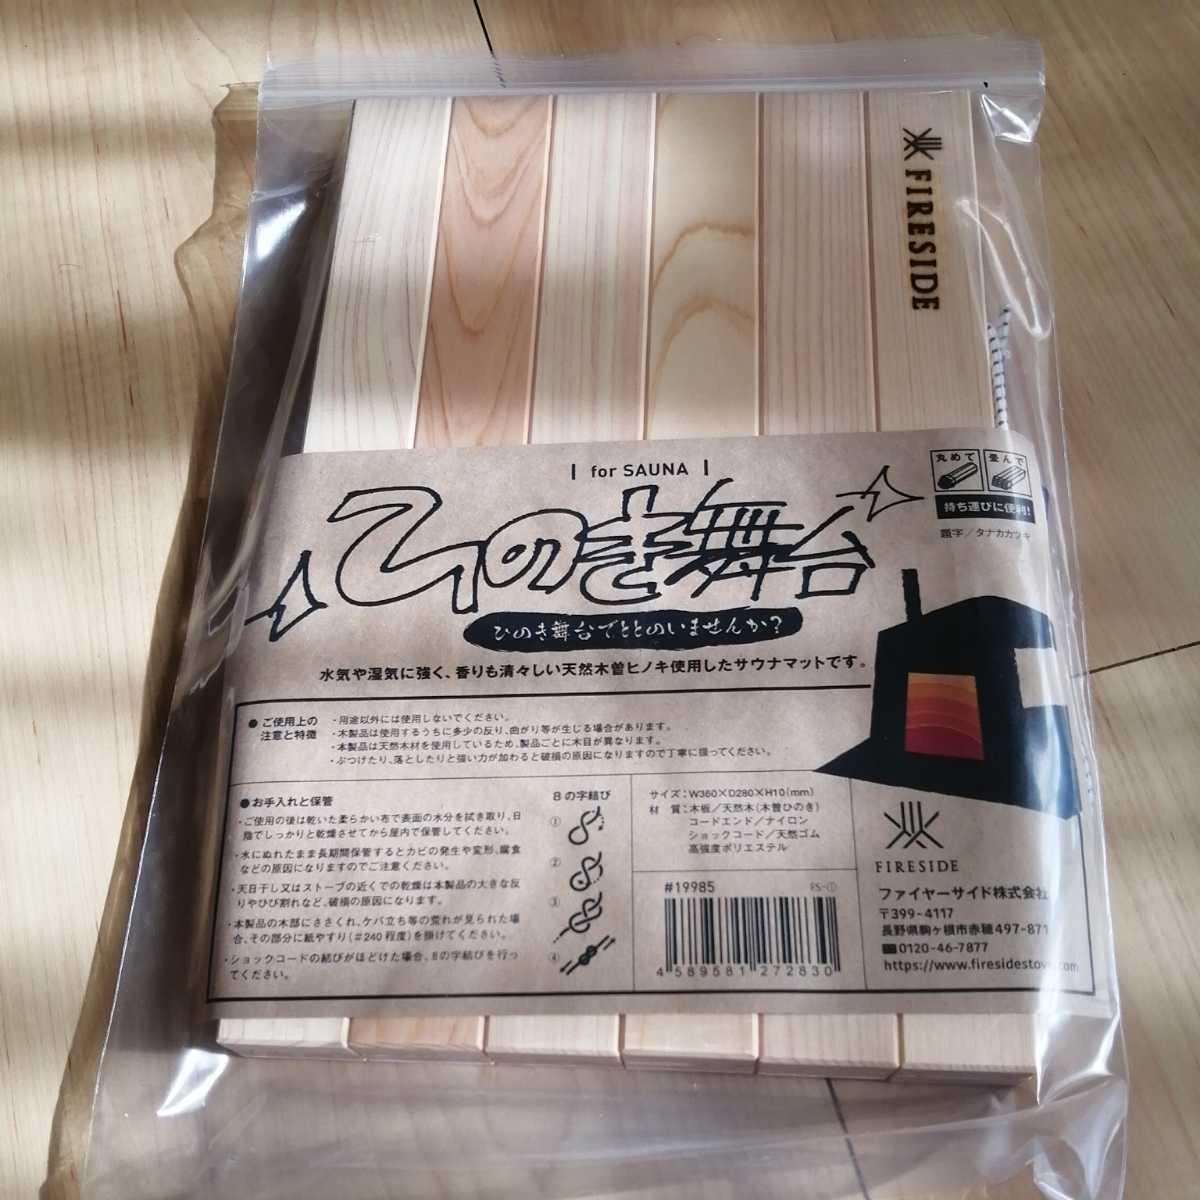 FIRESIDE
for SAUNA
丸めて
畳んで
持ち運びに便利!
題字／タナカカツキ
ひのき舞台
ひのき舞台でととのいませんか?
水気や湿気に強く、香りも清々しい天然木曽ヒノキ使用したサウナマットです。
●ご使用上の
注意と特徴
・用途以外には使用しないでください。
・木製品は使用するうちに多少の反り、曲がり等が生じる場合があります。
・本製品は天然木材を使用しているため、製品ごとに木目が異なります。
・ぶつけたり、落としたりと強い力が加わると破損の原因になりますので丁寧に扱ってください。
●お手入れと保管
・ご使用の後は乾いた柔らかい布で表面の水分を拭き取り、日
陰でしっかりと乾燥させてから屋内で保管してください。
・水にぬれたまま長期間保管するとカビの発生や変形、腐食
などの原因になりますのでご注意ください。
・天日干し又はストーブの近くでの乾燥は本製品の大きな反
りやひび割れなど、破損の原因になります。
・本製品の木部にささくれ、ケバ立ち等の荒れが見られた場
合、その部分に紙やすり(#240程度)を掛けてください。
・ショックコードの結びがほどけた場合、8の字結びを行っ
てください。
8の字結び
①
②
③
④
サイズ：W360×D280×H10(mm)
材 質：木板／天然木(木曽ひのき)
コードエンド／ナイロン
ショックコード／天然ゴム
高強度ポリエステル
#19985
FS-①
4 589581 272830
FIRESIDE
ファイヤーサイド株式会社
〒399-4117
長野県駒ヶ根市赤穂497-871
0120-46-7877
https://www.firesidestove.com